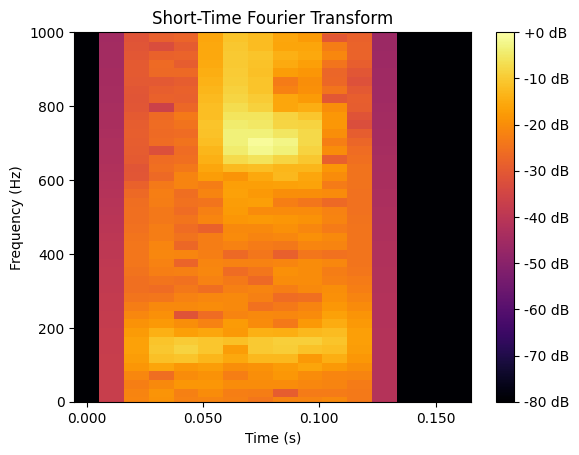 Short-Time Fourier Transform
1000
800
600
400
200
0
Frequency (Hz)
0.000
0.050
0.100
0.150
Time (s)
+0 dB
-10 dB
-20 dB
-30 dB
-40 dB
-50 dB
-60 dB
-70 dB
-80 dB